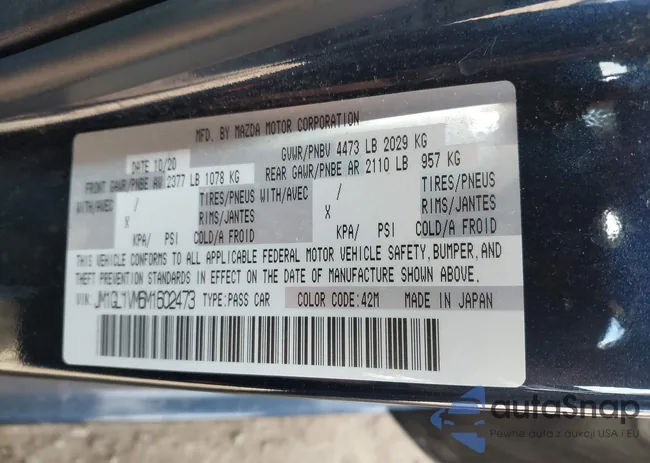 MFD. BY MAZDA MOTOR CORPORATION
DATE 10/20 GVWR/PNBV 4473 LB 2029 KG
FRONT GAWR/PNBE AV 2377 LB 1078 KG REAR GAWR/PNBE AR 2110 LB 957 KG
WITH/AVEC / TIRES/PNEUS WITH/AVEC / TIRES/PNEUS
X RIMS/JANTES X RIMS/JANTES
KPA/ PSI COLD/A FROID KPA/ PSI COLD/A FROID
THIS VEHICLE CONFORMS TO ALL APPLICABLE FEDERAL MOTOR VEHICLE SAFETY, BUMPER, AND
THEFT PREVENTION STANDARDS IN EFFECT ON THE DATE OF MANUFACTURE SHOWN ABOVE.
VIN: JM1GL1VM6M1602473 TYPE:PASS CAR COLOR CODE:42M MADE IN JAPAN
autoSnap
Pewne auta z aukcji USA i EU